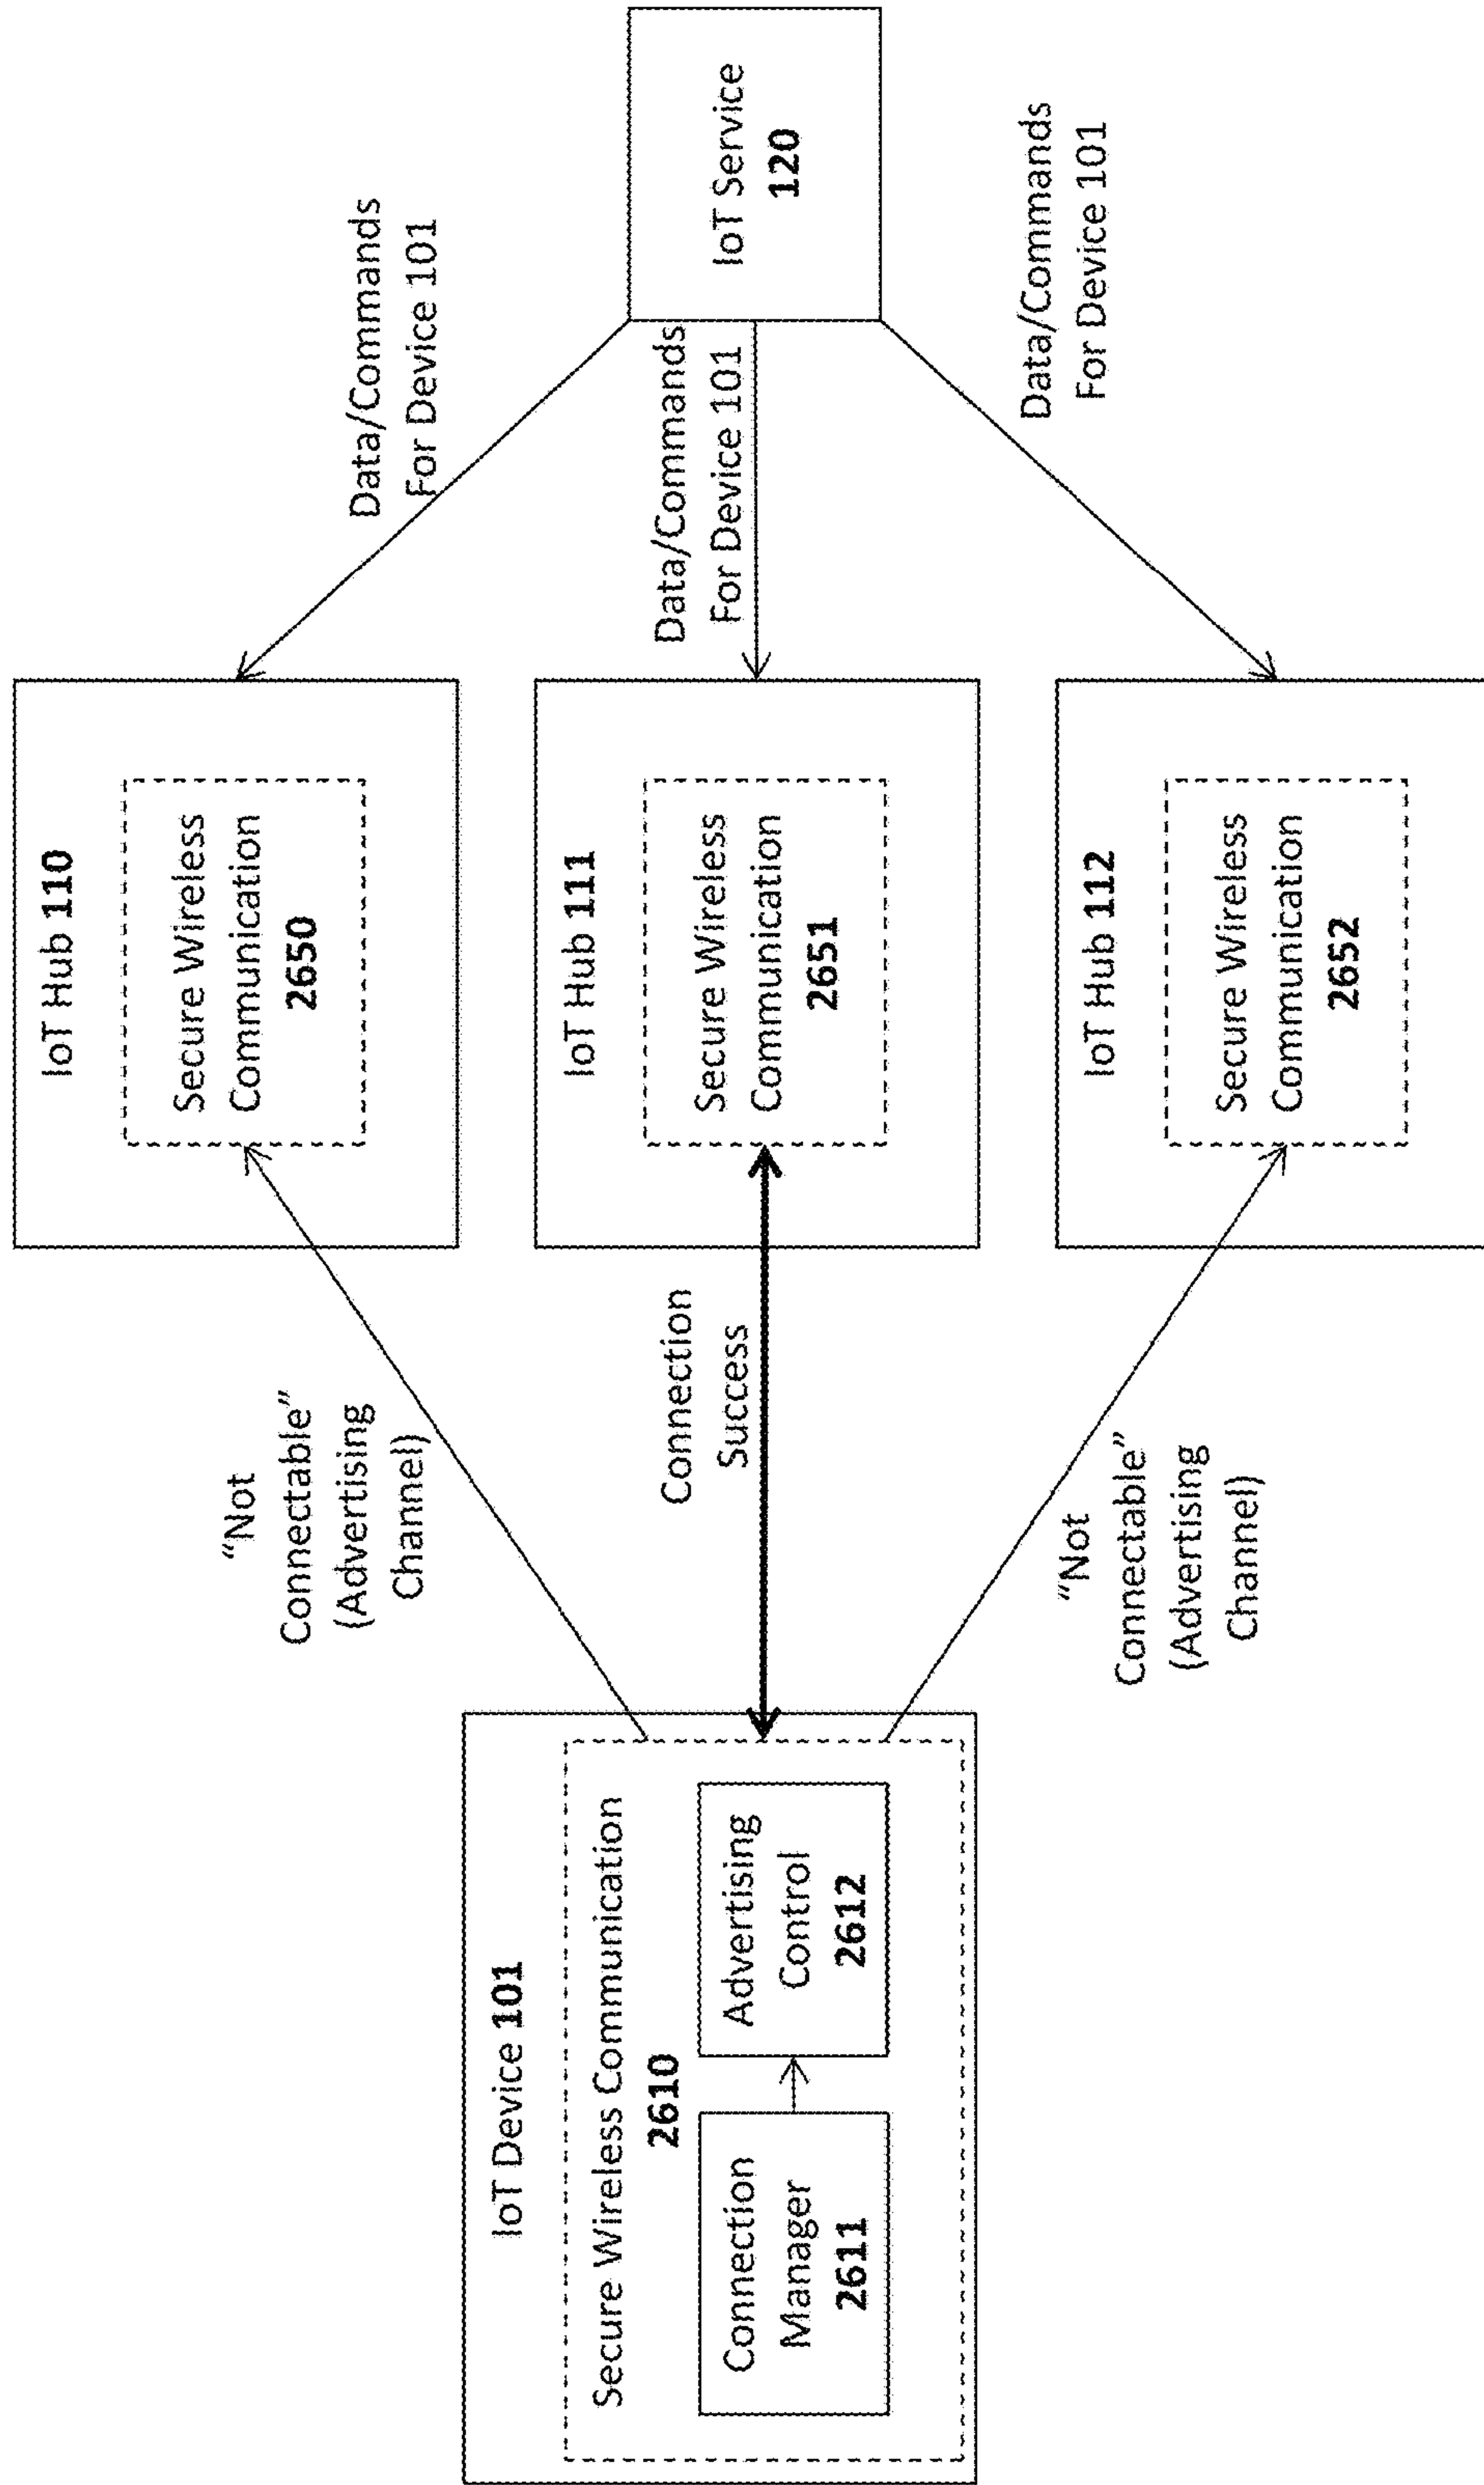 IoT Device 101
Secure Wireless Communication
2610
Connection
Manager
2611
Advertising
Control
2612
“Not
Connectable”
(Advertising
Channel)
Connection
Success
“Not
Connectable”
(Advertising
Channel)
IoT Hub 110
Secure Wireless
Communication
2650
IoT Hub 111
Secure Wireless
Communication
2651
IoT Hub 112
Secure Wireless
Communication
2652
Data/Commands
For Device 101
Data/Commands
For Device 101
Data/Commands
For Device 101
IoT Service
120